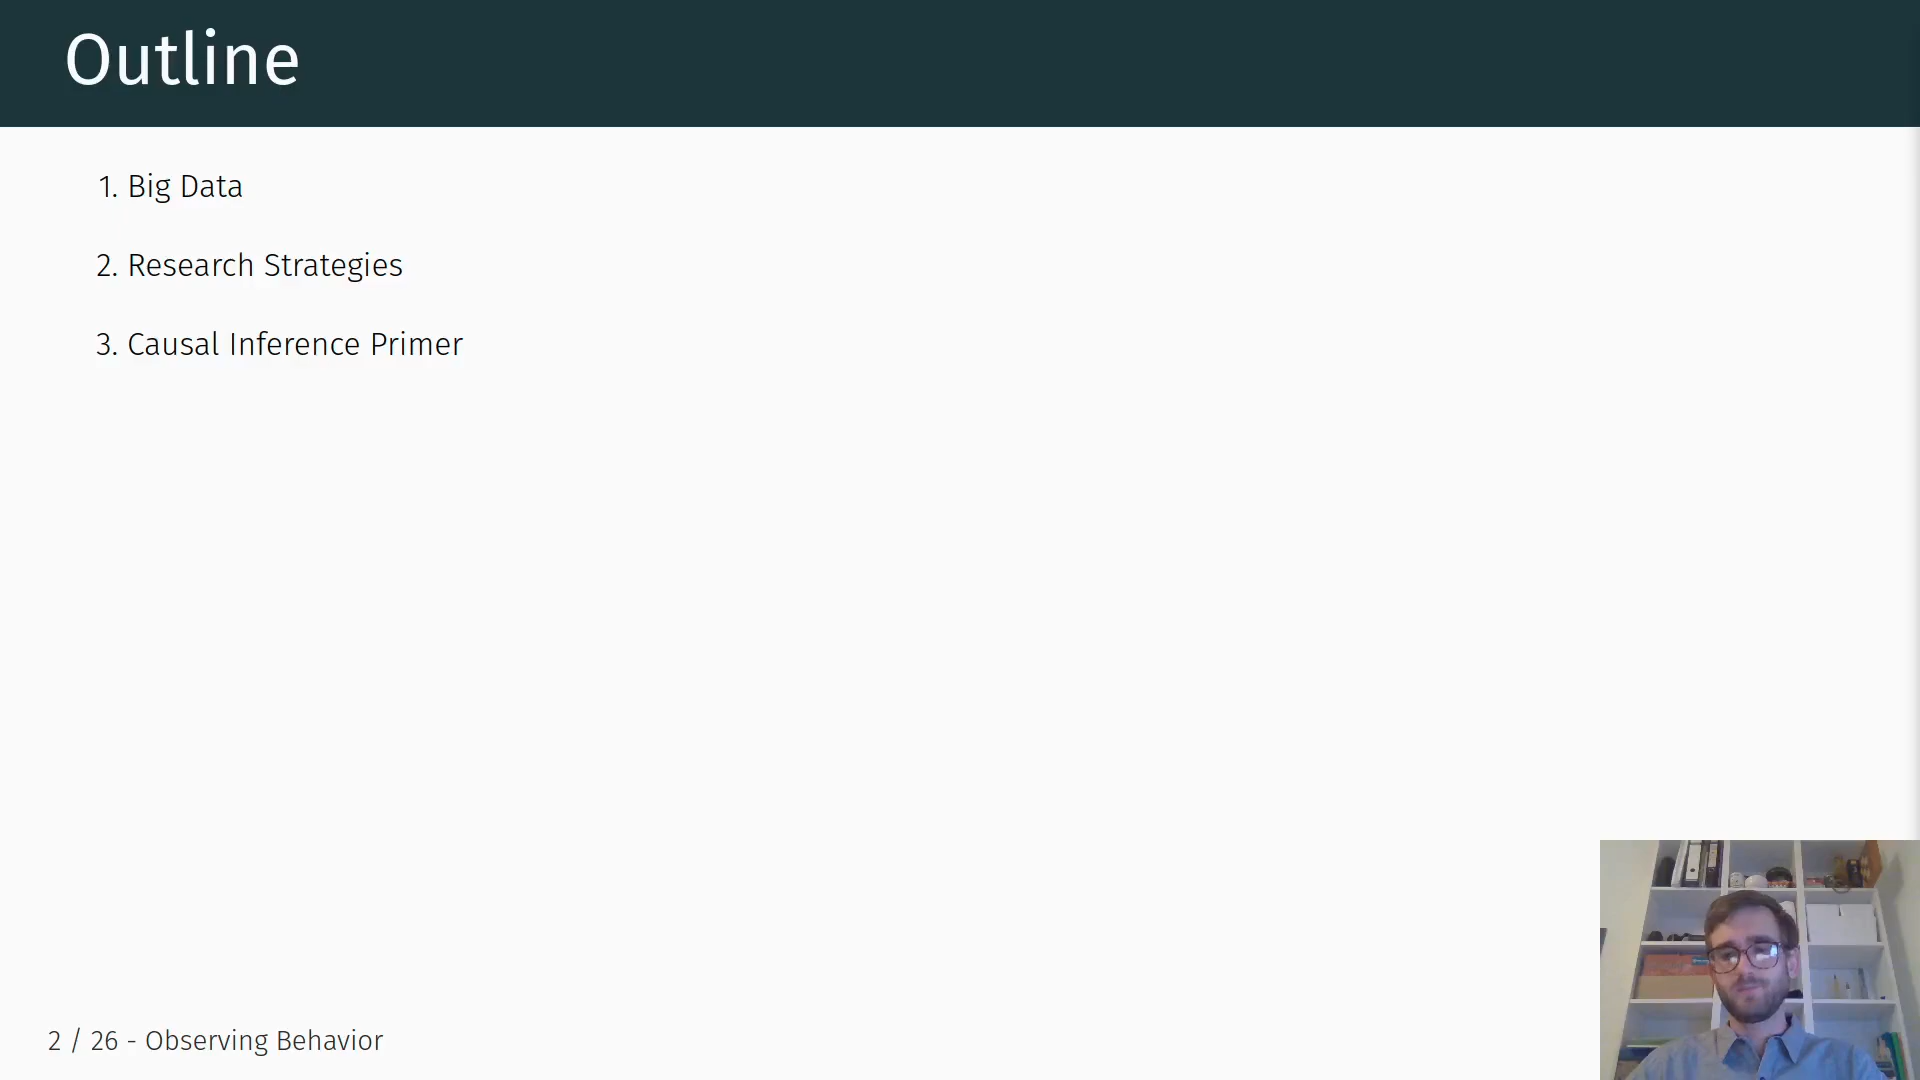 Outline
1. Big Data
2. Research Strategies
3. Causal Inference Primer
2 / 26 - Observing Behavior